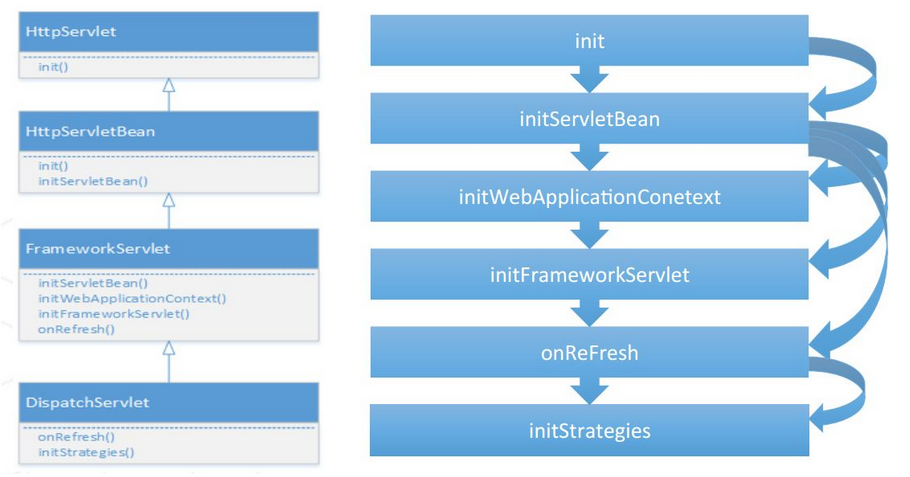 HttpServlet
init()
HttpServletBean
init()
initServletBean()
FrameworkServlet
initServletBean()
initWebApplicationContext()
initFrameworkServlet()
onRefresh()
DispatchServlet
onRefresh()
initStrategies()
init
initServletBean
initWebApplicationConetext
initFrameworkServlet
onReFresh
initStrategies